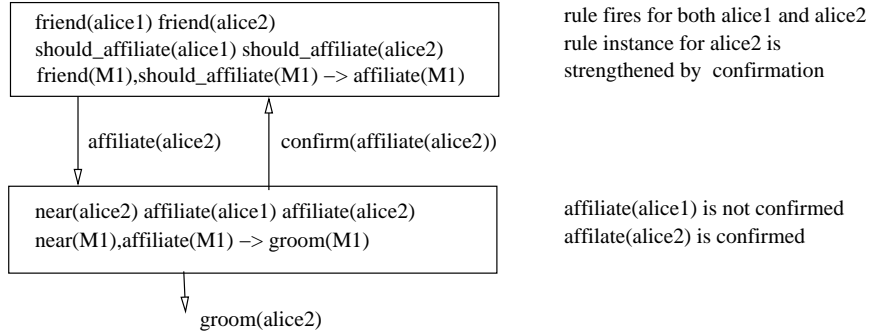 friend(alice1) friend(alice2)
should_affiliate(alice1) should_affiliate(alice2)
friend(M1),should_affiliate(M1) −> affiliate(M1)
rule fires for both alice1 and alice2
rule instance for alice2 is
strengthened by confirmation
affiliate(alice2)
confirm(affiliate(alice2))
near(alice2) affiliate(alice1) affiliate(alice2)
near(M1),affiliate(M1) −> groom(M1)
affiliate(alice1) is not confirmed
affilate(alice2) is confirmed
groom(alice2)